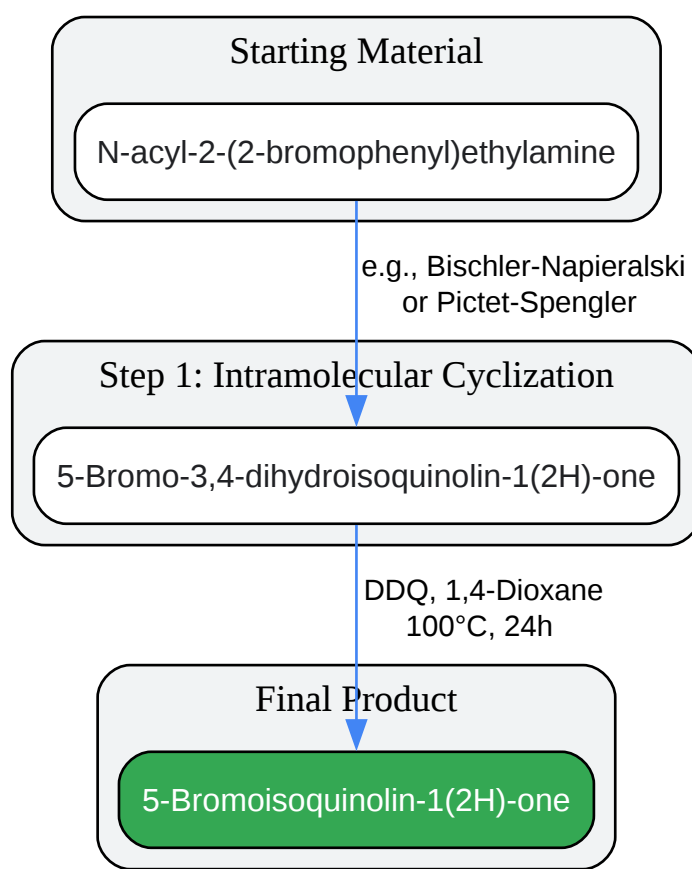 Starting Material
N-acyl-2-(2-bromophenyl)ethylamine
e.g., Bischler-Napieralski
or Pictet-Spengler
Step 1: Intramolecular Cyclization
5-Bromo-3,4-dihydroisoquinolin-1(2H)-one
DDQ, 1,4-Dioxane
100°C, 24h
Final Product
5-Bromoisoquinolin-1(2H)-one